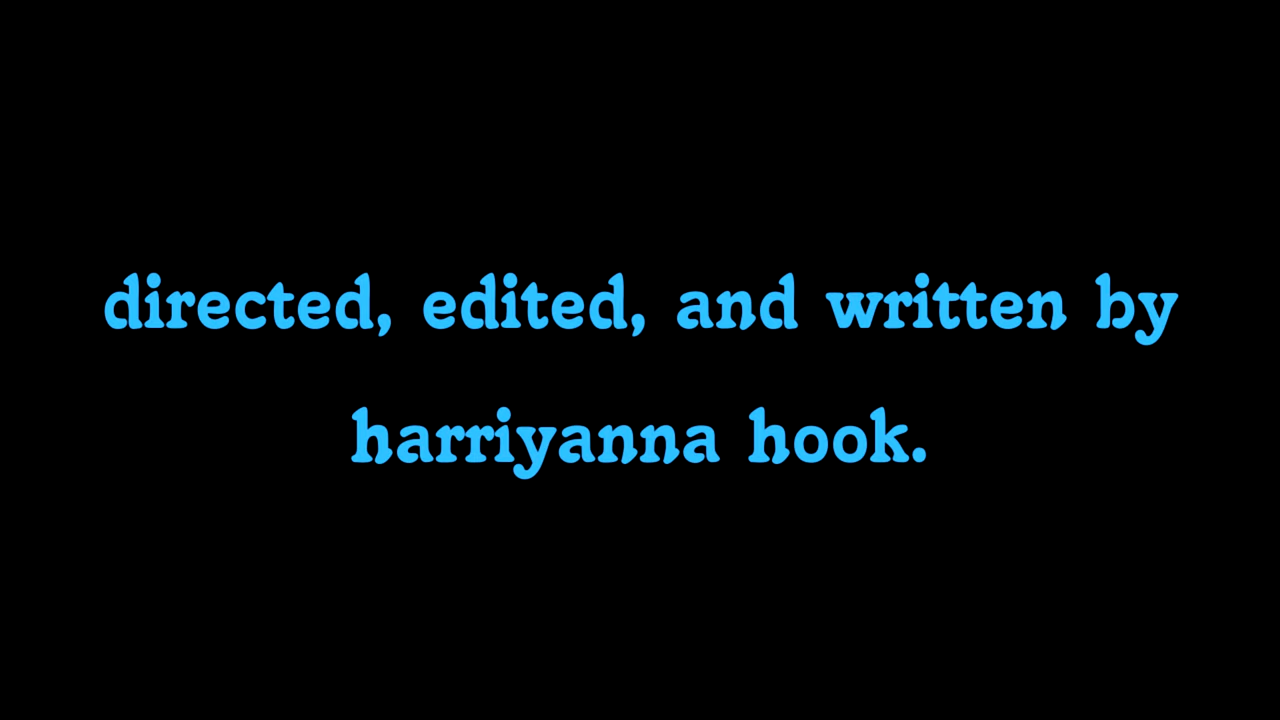 directed, edited, and written by
harriyanna hook.